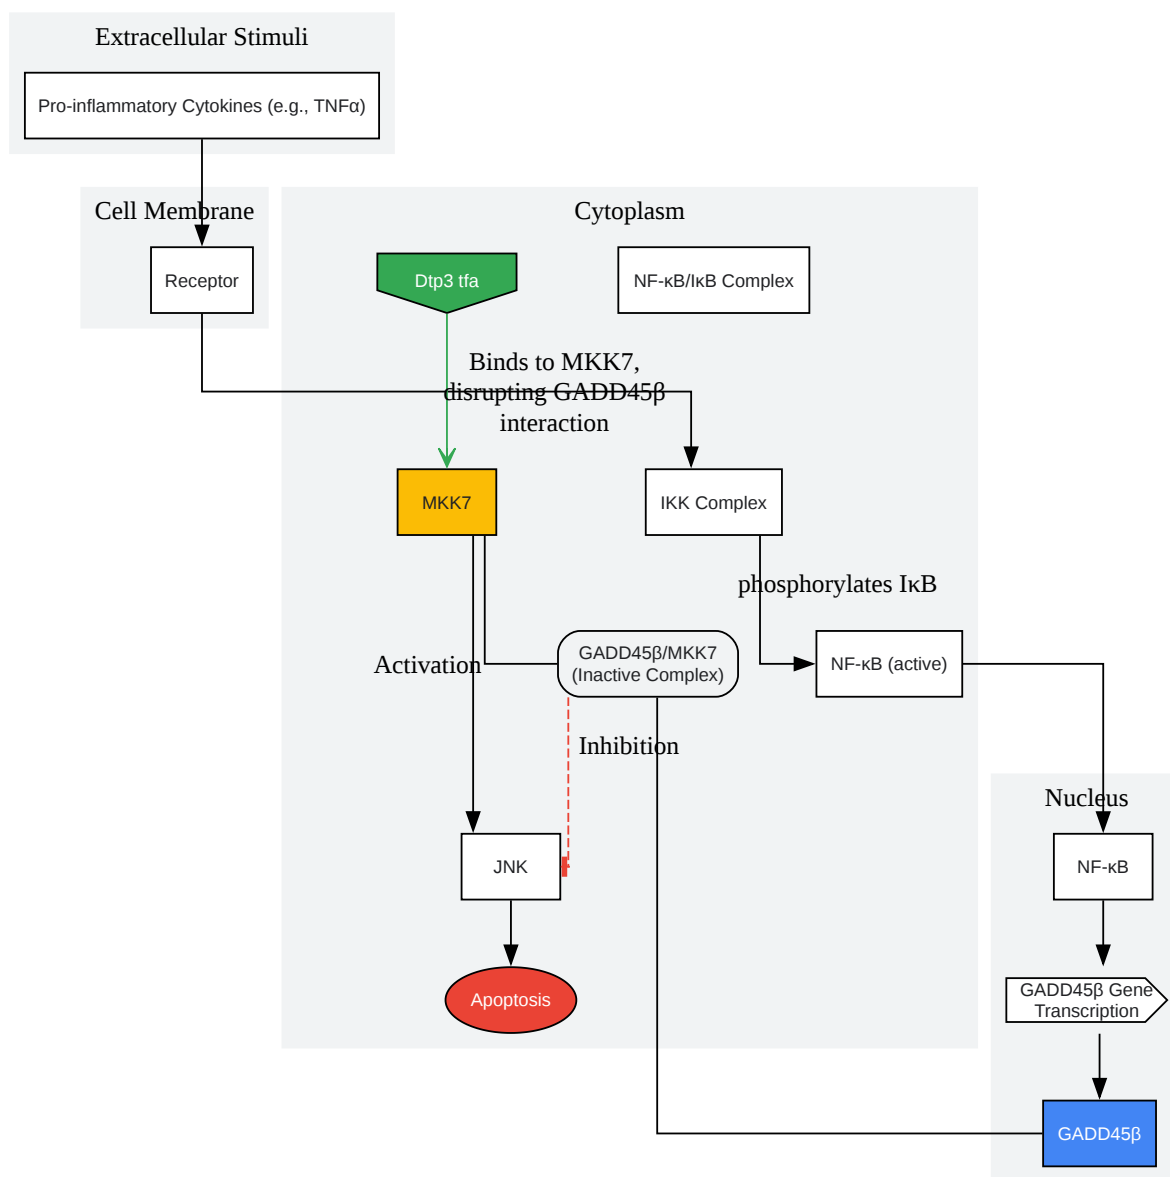 Extracellular Stimuli
Pro-inflammatory Cytokines (e.g., TNFα)
Cell Membrane
Cytoplasm
Receptor
Dtp3 tfa
NF-κB/IκB Complex
Binds to MKK7,
disrupting GADD45β
interaction
MKK7
IKK Complex
phosphorylates IκB
Activation
GADD45β/MKK7
(Inactive Complex)
NF-κB (active)
Inhibition
Nucleus
JNK
NF-κB
Apoptosis
GADD45β Gene
Transcription
GADD45β